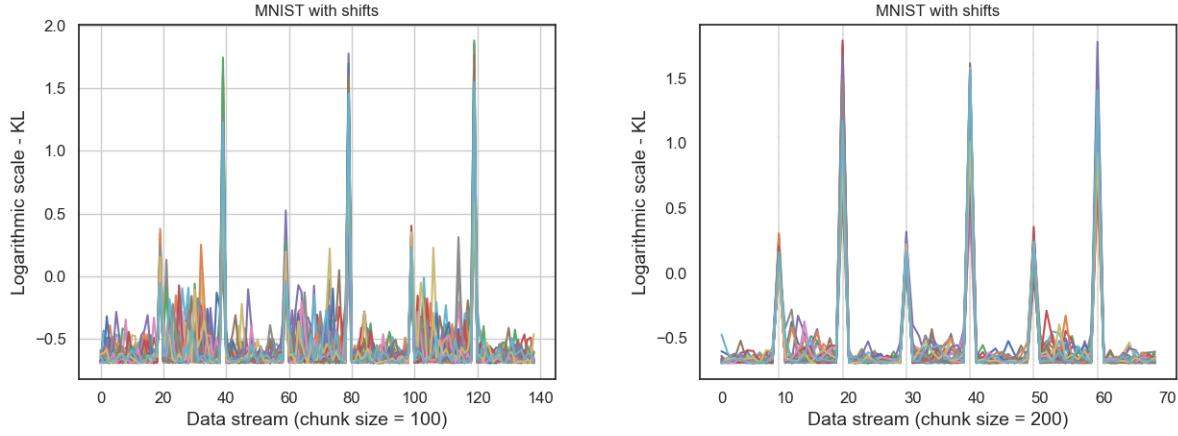 MNIST with shifts
Logarithmic scale - KL
2.0
1.5
1.0
0.5
0.0
−0.5
0 20 40 60 80 100 120 140
Data stream (chunk size = 100)
MNIST with shifts
Logarithmic scale - KL
1.5
1.0
0.5
0.0
−0.5
0 10 20 30 40 50 60 70
Data stream (chunk size = 200)